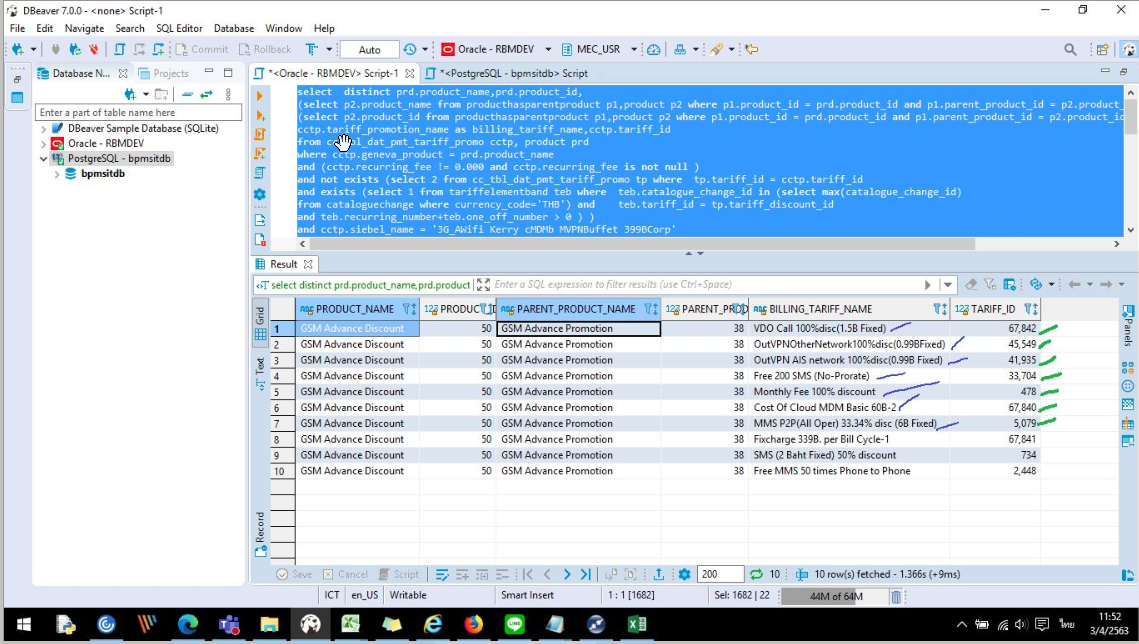 DBeaver 7.0.0 - <none> Script-1
File Edit Navigate Search SQL Editor Database Window Help
Commit Rollback Auto Oracle - RBMDEV MEC_USR
Database N... Projects *<Oracle - RBMDEV> Script-1 *<PostgreSQL - bpmsitdb> Script
Enter a part of table name here
DBeaver Sample Database (SQLite)
Oracle - RBMDEV
PostgreSQL - bpmsitdb
bpmsitdb
select distinct prd.product_name,prd.product_id,
(select p2.product_name from producthasparentproduct p1,product p2 where p1.product_id = prd.product_id and p1.parent_product_id = p2.product_
(select p2.product_id from producthasparentproduct p1,product p2 where p1.product_id = prd.product_id and p1.parent_product_id = p2.product_id
cctp.tariff_promotion_name as billing_tariff_name,cctp.tariff_id
from cc_tbl_dat_pmt_tariff_promo cctp, product prd
where cctp.geneva_product = prd.product_name
and (cctp.recurring_fee != 0.000 and cctp.recurring_fee is not null )
and not exists (select 2 from cc_tbl_dat_pmt_tariff_promo tp where tp.tariff_id = cctp.tariff_id
and exists (select 1 from tariffelementband teb where teb.catalogue_change_id in (select max(catalogue_change_id)
from cataloguechange where currency_code='THB') and teb.tariff_id = tp.tariff_discount_id
and teb.recurring_number+teb.one_off_number > 0 ) )
and cctp.siebel_name = '3G_AWifi Kerry cMDMb MVPNBuffet 399BCorp'
Result
select distinct prd.product_name,prd.product Enter a SQL expression to filter results (use Ctrl+Space)
Grid
Text
Record
Panels
PRODUCT_NAME PRODUCT_ID PARENT_PRODUCT_NAME PARENT_PROD BILLING_TARIFF_NAME TARIFF_ID
1 GSM Advance Discount 50 GSM Advance Promotion 38 VDO Call 100%disc(1.5B Fixed) 67,842
2 GSM Advance Discount 50 GSM Advance Promotion 38 OutVPNOtherNetwork100%disc(0.99BFixed) 45,549
3 GSM Advance Discount 50 GSM Advance Promotion 38 OutVPN AIS network 100%disc(0.99B Fixed) 41,935
4 GSM Advance Discount 50 GSM Advance Promotion 38 Free 200 SMS (No-Prorate) 33,704
5 GSM Advance Discount 50 GSM Advance Promotion 38 Monthly Fee 100% discount 478
6 GSM Advance Discount 50 GSM Advance Promotion 38 Cost Of Cloud MDM Basic 60B-2 67,840
7 GSM Advance Discount 50 GSM Advance Promotion 38 MMS P2P(All Oper) 33.34% disc (6B Fixed) 5,079
8 GSM Advance Discount 50 GSM Advance Promotion 38 Fixcharge 339B. per Bill Cycle-1 67,841
9 GSM Advance Discount 50 GSM Advance Promotion 38 SMS (2 Baht Fixed) 50% discount 734
10 GSM Advance Discount 50 GSM Advance Promotion 38 Free MMS 50 times Phone to Phone 2,448
Save Cancel Script 200 10 10 row(s) fetched - 1.366s (+9ms)
ICT en_US Writable Smart Insert 1 : 1 [1682] Sel: 1682 | 22 44M of 64M
ไทย
11:52
3/4/2563